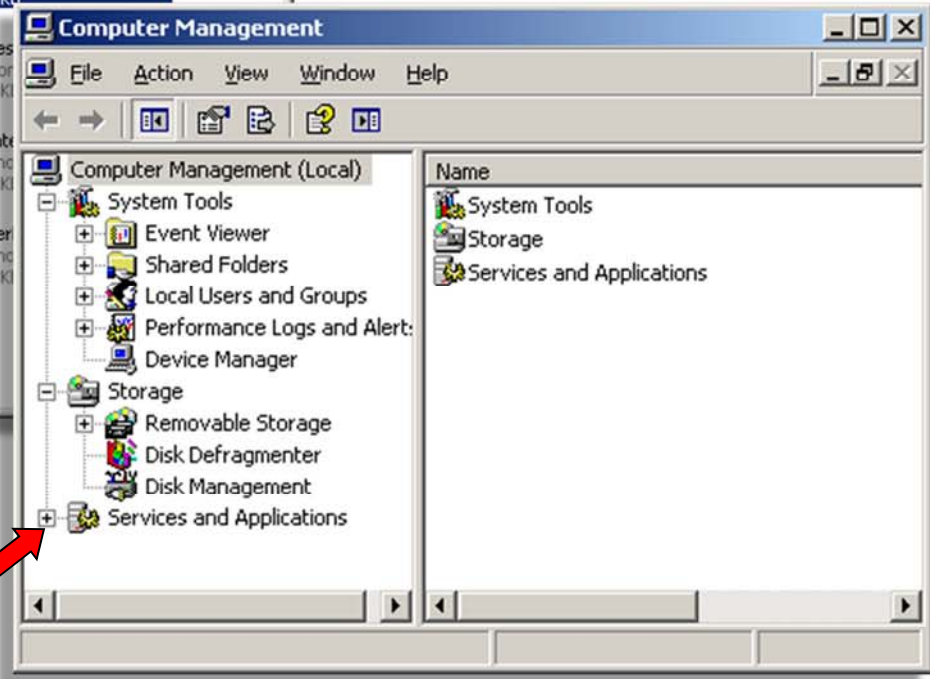 Computer Management
File Action View Window Help
Computer Management (Local)
System Tools
Event Viewer
Shared Folders
Local Users and Groups
Performance Logs and Alert
Device Manager
Storage
Removable Storage
Disk Defragmenter
Disk Management
Services and Applications
Name
System Tools
Storage
Services and Applications